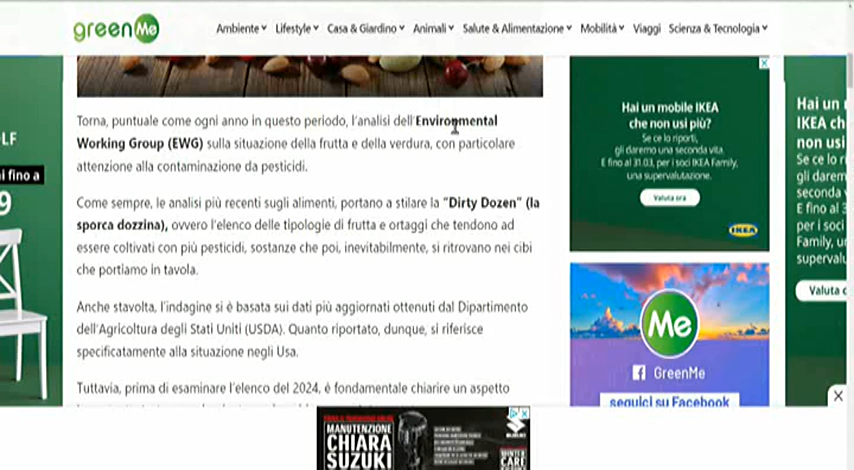 greenMe
Ambiente Lifestyle Casa & Giardino Animali Salute & Alimentazione Mobilità Viaggi Scienza & Tecnologia
Torna, puntuale come ogni anno in questo periodo, l'analisi dell'Environmental
Working Group (EWG) sulla situazione della frutta e della verdura, con particolare
attenzione alla contaminazione da pesticidi.
Come sempre, le analisi più recenti sugli alimenti, portano a stilare la "Dirty Dozen" (la
sporca dozzina), ovvero l'elenco delle tipologie di frutta e ortaggi che tendono ad
essere coltivati con più pesticidi, sostanze che poi, inevitabilmente, si ritrovano nei cibi
che portiamo in tavola.
Anche stavolta, l'indagine si è basata sui dati più aggiornati ottenuti dal Dipartimento
dell'Agricoltura degli Stati Uniti (USDA). Quanto riportato, dunque, si riferisce
specificatamente alla situazione negli Usa.
Tuttavia, prima di esaminare l'elenco del 2024, è fondamentale chiarire un aspetto
LF
i fino a
9
Hai un mobile IKEA
che non usi più?
Se ce lo riporti,
gli daremo una seconda vita.
E fino al 31.03, per i soci IKEA Family,
una supervalutazione.
Valuta ora
IKEA
Me
GreenMe
seguici su Facebook
Hai un
IKEA ch
non usi
Se ce lo
gli darem
seconda
E fino al 3
per i soci
Family, u
supervalu
Valuta o
MANUTENZIONE
CHIARA
SUZUKI
SUZUKI
WINTER
CARE